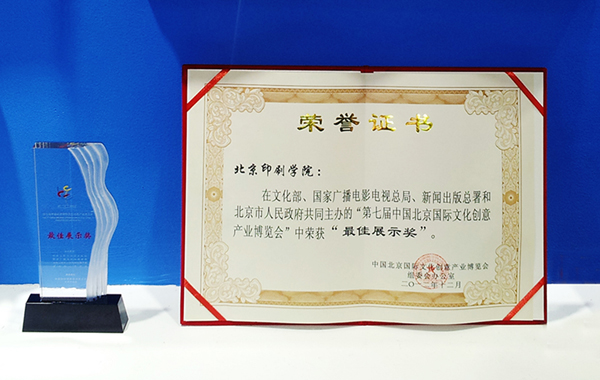 荣誉证书
北京印刷学院：
在文化部、国家广播电影电视总局、新闻出版总署和
北京市人民政府共同主办的“第七届中国北京国际文化创意
产业博览会”中荣获“最佳展示奖”。
中国北京国际文化创意产业博览会
组委会办公室
二〇一二年十二月
最佳展示奖